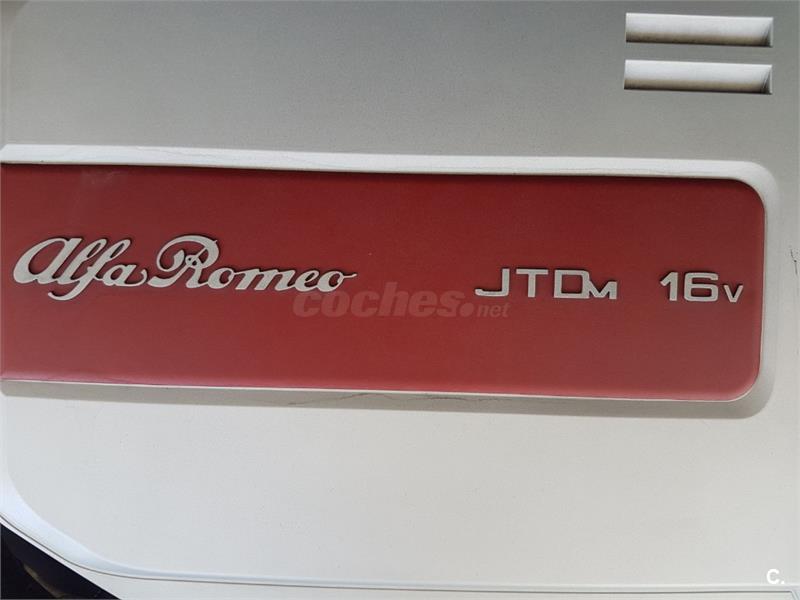 Alfa Romeo JTDM 16V
coches.net
c.